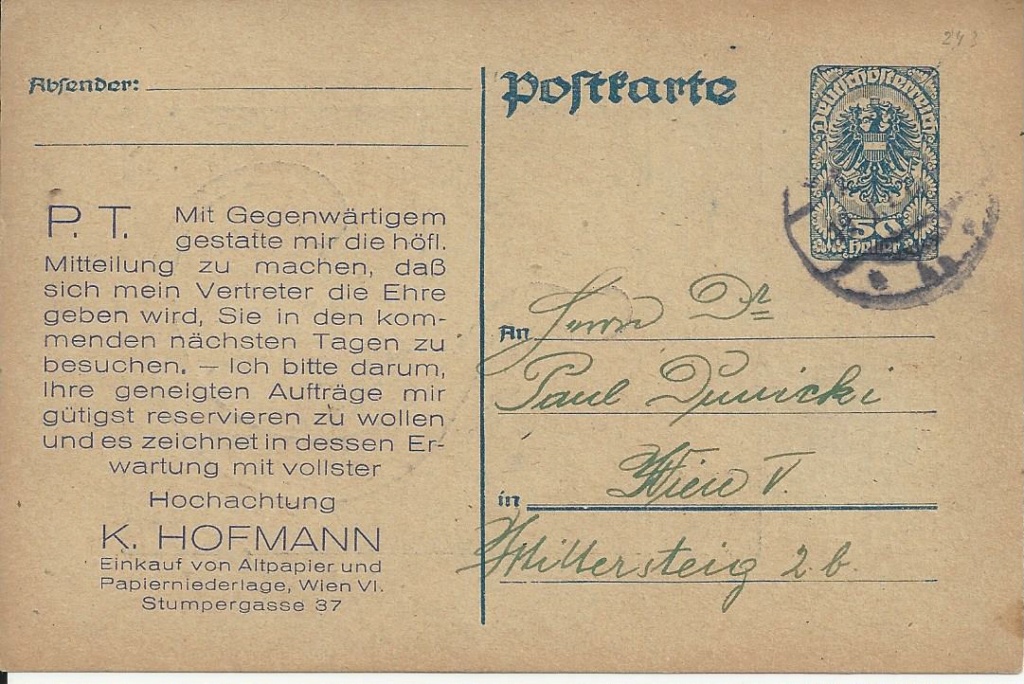 243
Absender:
Postkarte
Deutschösterreich
50
Heller
P. T. Mit Gegenwärtigem
gestatte mir die höfl.
Mitteilung zu machen, daß
sich mein Vertreter die Ehre
geben wird, Sie in den kom-
menden nächsten Tagen zu
besuchen. — Ich bitte darum,
Ihre geneigten Aufträge mir
gütigst reservieren zu wollen
und es zeichnet in dessen Er-
wartung mit vollster
Hochachtung
K. HOFMANN
Einkauf von Altpapier und
Papierniederlage, Wien VI.
Stumpergasse 37
An Herrn Dr
Paul
in Wien V.
Mittersteig 2 b.